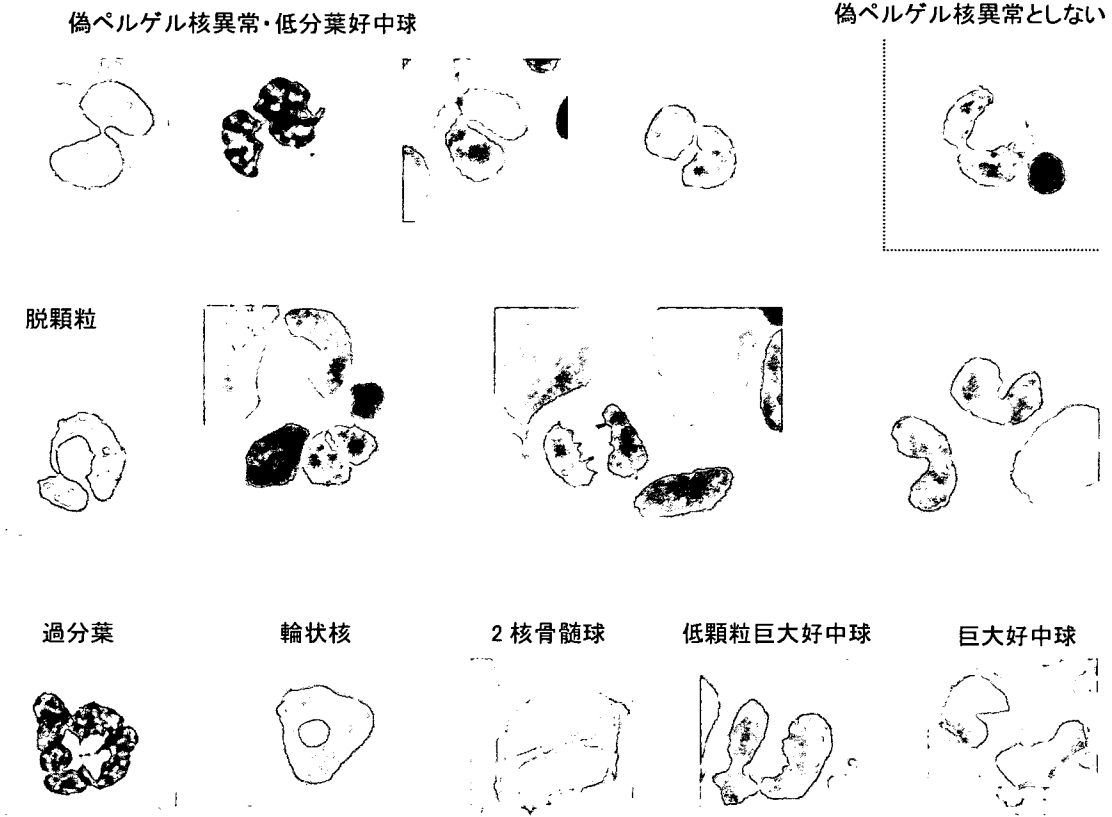 偽ペルゲル核異常・低分葉好中球
偽ペルゲル核異常としない
脱顆粒
過分葉
輪状核
2 核骨髄球
低顆粒巨大好中球
巨大好中球